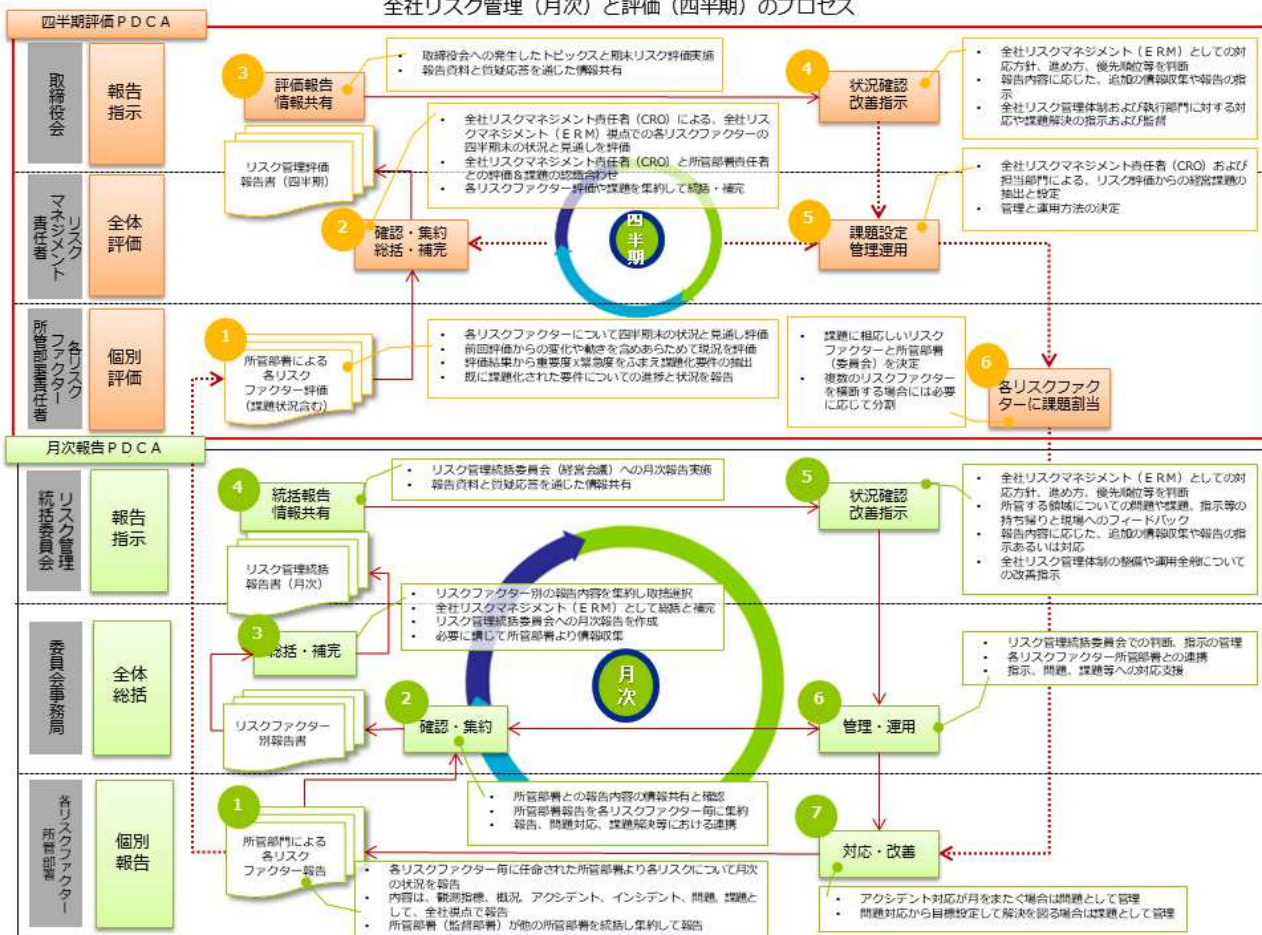 全社リスク管理（月次）と評価（四半期）のプロセス
四半期評価ＰＤＣＡ
取締役会
報告
指示
3
評価報告
情報共有
• 取締役会への発生したトピックスと期末リスク評価実施
• 報告資料と質疑応答を通じた情報共有
4
状況確認
改善指示
• 全社リスクマネジメント（ＥＲＭ）としての対
応方針、進め方、優先順位等を判断
• 報告内容に応じた、追加の情報収集や報告の指
示
• 全社リスク管理体制および執行部門に対する対
応や課題解決の指示および監督
リスク管理評価
報告書（四半期）
• 全社リスクマネジメント責任者（CRO）による、全社リス
クマネジメント（ＥＲＭ）視点での各リスクファクターの
四半期末の状況と見通しを評価
• 全社リスクマネジメント責任者（CRO）と所管部署責任者
との評価＆課題の認識合わせ
• 各リスクファクター評価や課題を集約して統括・補完
• 全社リスクマネジメント責任者（CRO）および
担当部門による、リスク評価からの経営課題の
抽出と設定
• 管理と運用方法の決定
リスク
マネジメント
責任者
全体
評価
2
確認・集約
総括・補完
四半期
5
課題設定
管理運用
各リスク
ファクター
所管部署責任者
個別
評価
1
所管部署による
各リスク
ファクター評価
（課題状況含む）
• 各リスクファクターについて四半期末の状況と見通し評価
• 前回評価からの変化や動きを含めあらためて現況を評価
• 評価結果から重要度X緊急度をふまえ課題化要件の抽出
• 既に課題化された要件についての進捗と状況を報告
• 課題に相応しいリスク
ファクターと所管部署
（委員会）を決定
• 複数のリスクファクター
を横断する場合には必要
に応じて分割
6
各リスクファク
ターに課題割当
月次報告ＰＤＣＡ
リスク管理
統括委員会
報告
指示
4
統括報告
情報共有
• リスク管理統括委員会（経営会議）への月次報告実施
• 報告資料と質疑応答を通じた情報共有
5
状況確認
改善指示
• 全社リスクマネジメント（ＥＲＭ）としての対
応方針、進め方、優先順位等を判断
• 所管する領域についての問題や課題、指示等の
持ち帰りと現場へのフィードバック
• 報告内容に応じた、追加の情報収集や報告の指
示あるいは対応
• 全社リスク管理体制の整備や運用全般について
の改善指示
リスク管理統括
報告書（月次）
• リスクファクター別の報告内容を集約し取捨選択
• 全社リスクマネジメント（ＥＲＭ）として総括と補完
• リスク管理統括委員会への月次報告を作成
• 必要に講じて所管部署より情報収集
委員会事務局
全体
総括
3
総括・補完
リスクファクター
別報告書
2
確認・集約
月次
6
管理・運用
• リスク管理統括委員会での判断、指示の管理
• 各リスクファクター所管部署との連携
• 指示、問題、課題等への対応支援
• 所管部署との報告内容の情報共有と確認
• 所管部署報告を各リスクファクター毎に集約
• 報告、問題対応、課題解決等における連携
各リスクファクター
所管部署
個別
報告
1
所管部門による
各リスク
ファクター報告
• 各リスクファクター毎に任命された所管部署より各リスクについて月次
の状況を報告
• 内容は、観測指標、概況、アクシデント、インシデント、問題、課題と
して、全社視点で報告
• 所管部署（監督部署）が他の所管部署を統括し集約して報告
7
対応・改善
• アクシデント対応が月をまたぐ場合は問題として管理
• 問題対応から目標設定して解決を図る場合は課題として管理